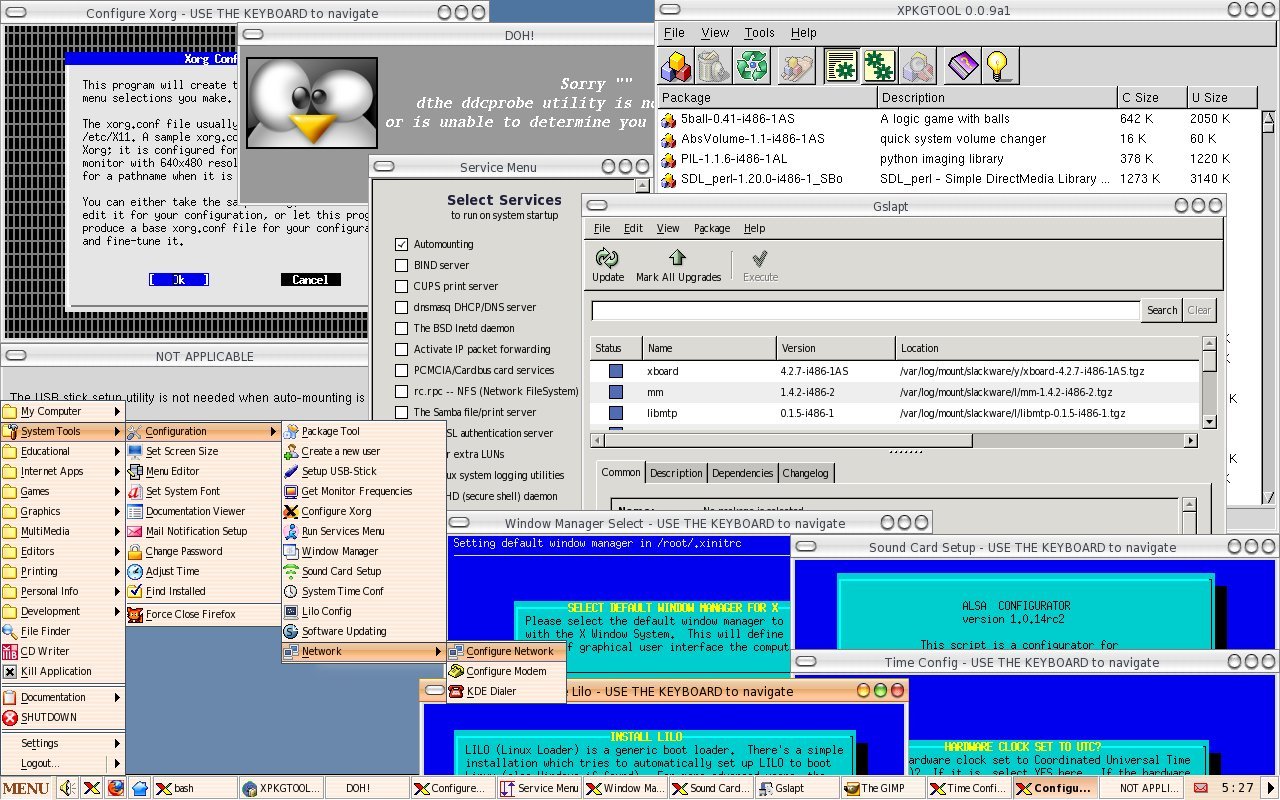 Configure Xorg - USE THE KEYBOARD to navigate
Xorg Conf
This program will create
menu selections you make.
The xorg.conf file usually
/etc/X11. A sample xorg.co
Xorg; it is configured for
monitor with 640x480 resol
for a pathname when it is
You can either take the sa
edit it for your configuration, or let this prog
produce a base xorg.conf file for your configura
and fine-tune it.
Ok
Cancel
DOH!
Sorry ""
dthe ddcprobe utility is no
or is unable to determine you
XPKGTOOL 0.0.9a1
File View Tools Help
Package Description C Size U Size
5ball-0.41-i486-1AS A logic game with balls 642 K 2050 K
AbsVolume-1.1-i486-1AS quick system volume changer 16 K 60 K
PIL-1.1.6-i486-1AL python imaging library 378 K 1220 K
SDL_perl-1.20.0-i486-1_SBo SDL_perl - Simple DirectMedia Library ... 1273 K 3140 K
Service Menu
Select Services
to run on system startup
Automounting
BIND server
CUPS print server
dnsmasq DHCP/DNS server
The BSD Inetd daemon
Activate IP packet forwarding
PCMCIA/Cardbus card services
rc.rpc -- NFS (Network FileSystem)
The Samba file/print server
SL authentication server
r extra LUNs
ux system logging utilities
HD (secure shell) daemon
Gslapt
File Edit View Package Help
Update Mark All Upgrades Execute
Search Clear
Status Name Version Location
xboard 4.2.7-i486-1AS /var/log/mount/slackware/y/xboard-4.2.7-i486-1AS.tgz
mm 1.4.2-i486-2 /var/log/mount/slackware/l/mm-1.4.2-i486-2.tgz
libmtp 0.1.5-i486-1 /var/log/mount/slackware/l/libmtp-0.1.5-i486-1.tgz
Common Description Dependencies Changelog
NOT APPLICABLE
The USB stick setup utility is not needed when auto-mounting is
My Computer
System Tools
Educational
Internet Apps
Games
Graphics
MultiMedia
Editors
Printing
Personal Info
Development
File Finder
CD Writer
Kill Application
Documentation
SHUTDOWN
Settings
Logout...
Configuration
Set Screen Size
Menu Editor
Set System Font
Documentation Viewer
Mail Notification Setup
Change Password
Adjust Time
Find Installed
Force Close Firefox
Package Tool
Create a new user
Setup USB-Stick
Get Monitor Frequencies
Configure Xorg
Run Services Menu
Window Manager
Sound Card Setup
System Time Conf
Lilo Config
Software Updating
Network
Configure Network
Configure Modem
KDE Dialer
Window Manager Select - USE THE KEYBOARD to navigate
Setting default window manager in /root/.xinitrc
SELECT DEFAULT WINDOW MANAGER FOR X
Please select the default window manager to
with the X Window System. This will define
f graphical user interface the comput
Sound Card Setup - USE THE KEYBOARD to navigate
ALSA CONFIGURATOR
version 1.0.14rc2
This script is a configurator for
Time Config - USE THE KEYBOARD to navigate
HARDWARE CLOCK SET TO UTC?
ardware clock set to Coordinated Universal Time
)? If it is, select YES here. If the hardware
Lilo - USE THE KEYBOARD to navigate
INSTALL LILO
LILO (Linux Loader) is a generic boot loader. There's a simple
installation which tries to automatically set up LILO to boot
MENU bash XPKGTOOL... DOH! Configure... Service Menu Window Ma... Sound Card... Gslapt The GIMP Time Confi... Configu... NOT APPLI... 5:27